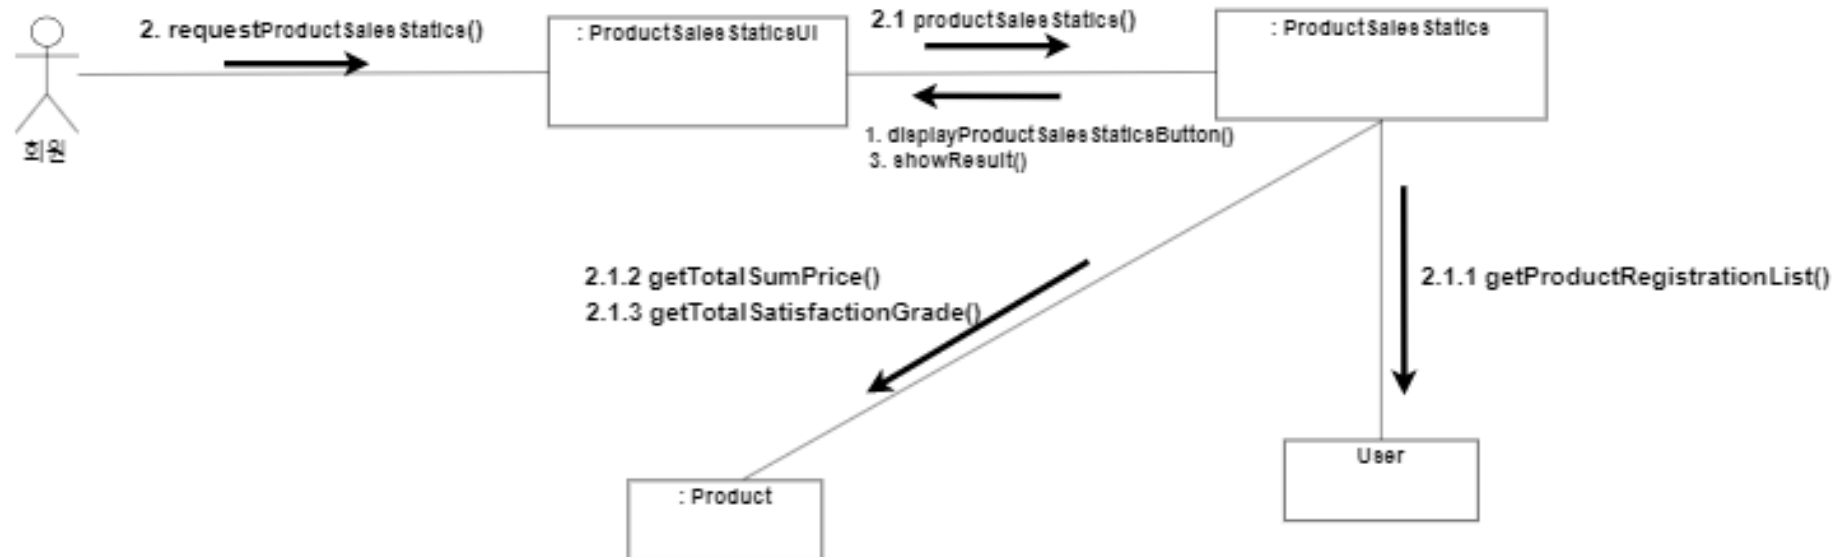 2. requestProductSalesStatics()
: ProductSalesStaticsUI
2.1 productSalesStatics()
: ProductSalesStatics
1. displayProductSalesStaticsButton()
3. showResult()
회원
2.1.2 getTotalSumPrice()
2.1.3 getTotalSatisfactionGrade()
2.1.1 getProductRegistrationList()
User
: Product